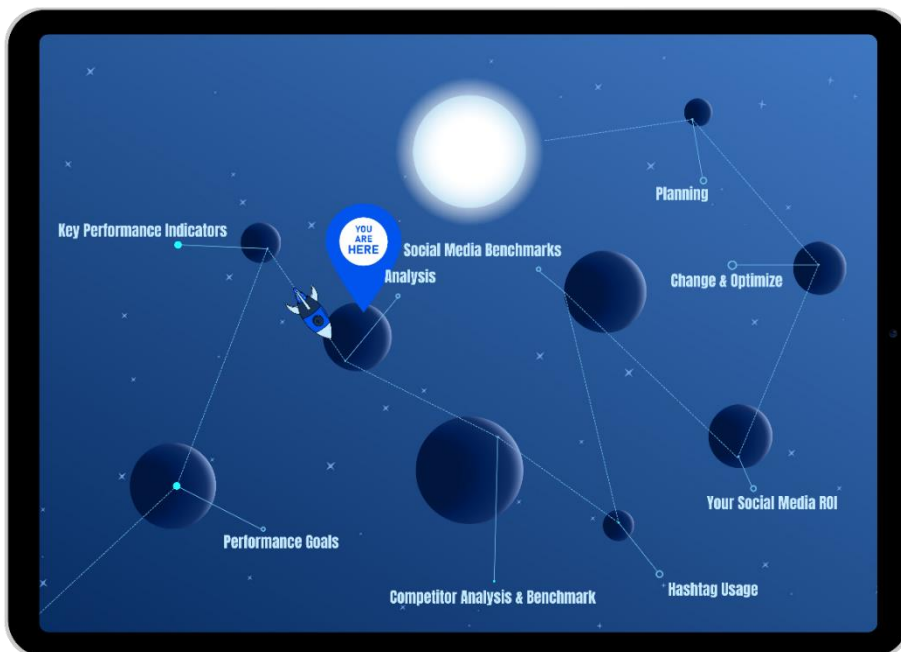 Planning
Key Performance Indicators
YOU
ARE
HERE
Social Media Benchmarks
Analysis
Change & Optimize
Your Social Media ROI
Performance Goals
Competitor Analysis & Benchmark
Hashtag Usage